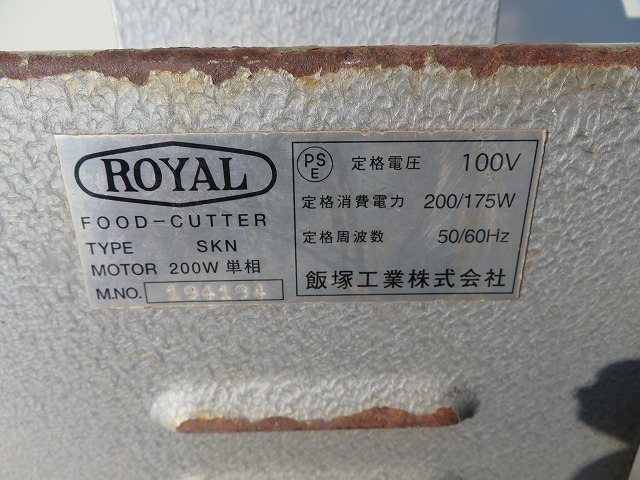 ROYAL
FOOD-CUTTER
TYPE SKN
MOTOR 200W 単相
M.NO. 134134
PS
E
定格電圧 100V
定格消費電力 200/175W
定格周波数 50/60Hz
飯塚工業株式会社